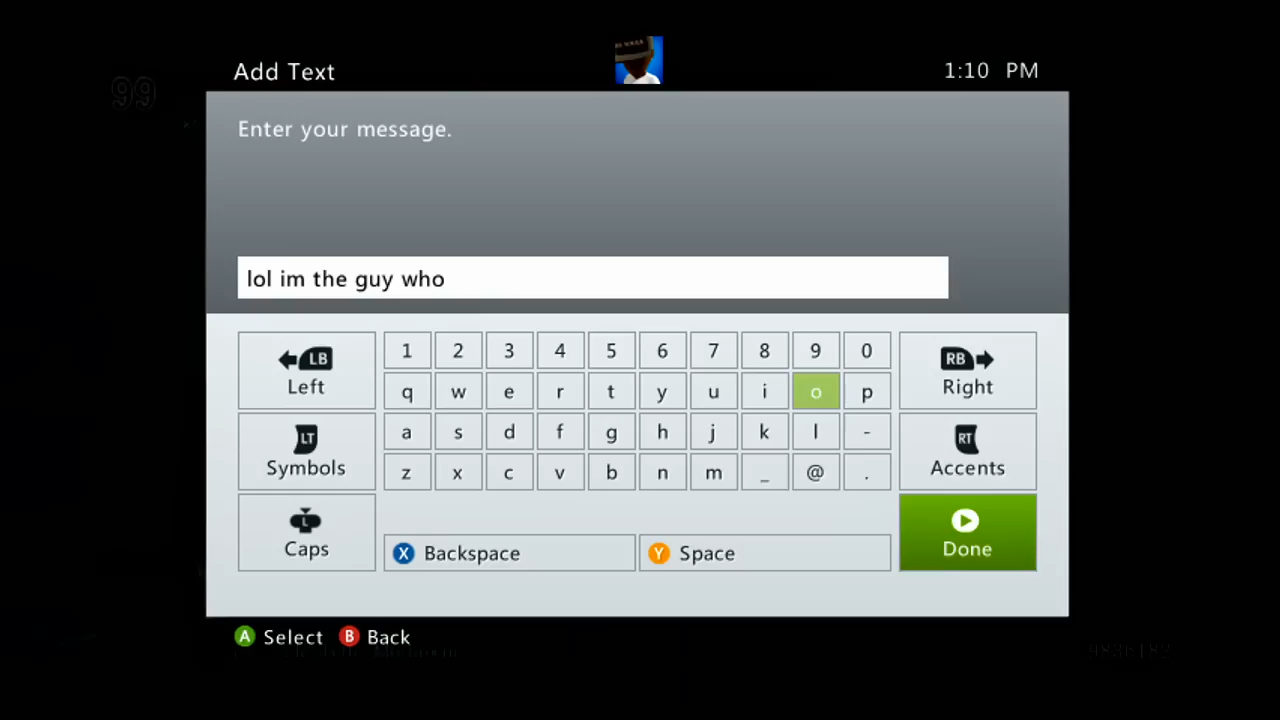 Add Text
1:10 PM
99
Enter your message.
lol im the guy who
LB
Left
1 2 3 4 5 6 7 8 9 0
RB
Right
q w e r t y u i o p
LT
Symbols
a s d f g h j k l -
RT
Accents
z x c v b n m _ @ .
L
Caps
X Backspace
Y Space
Done
A Select B Back